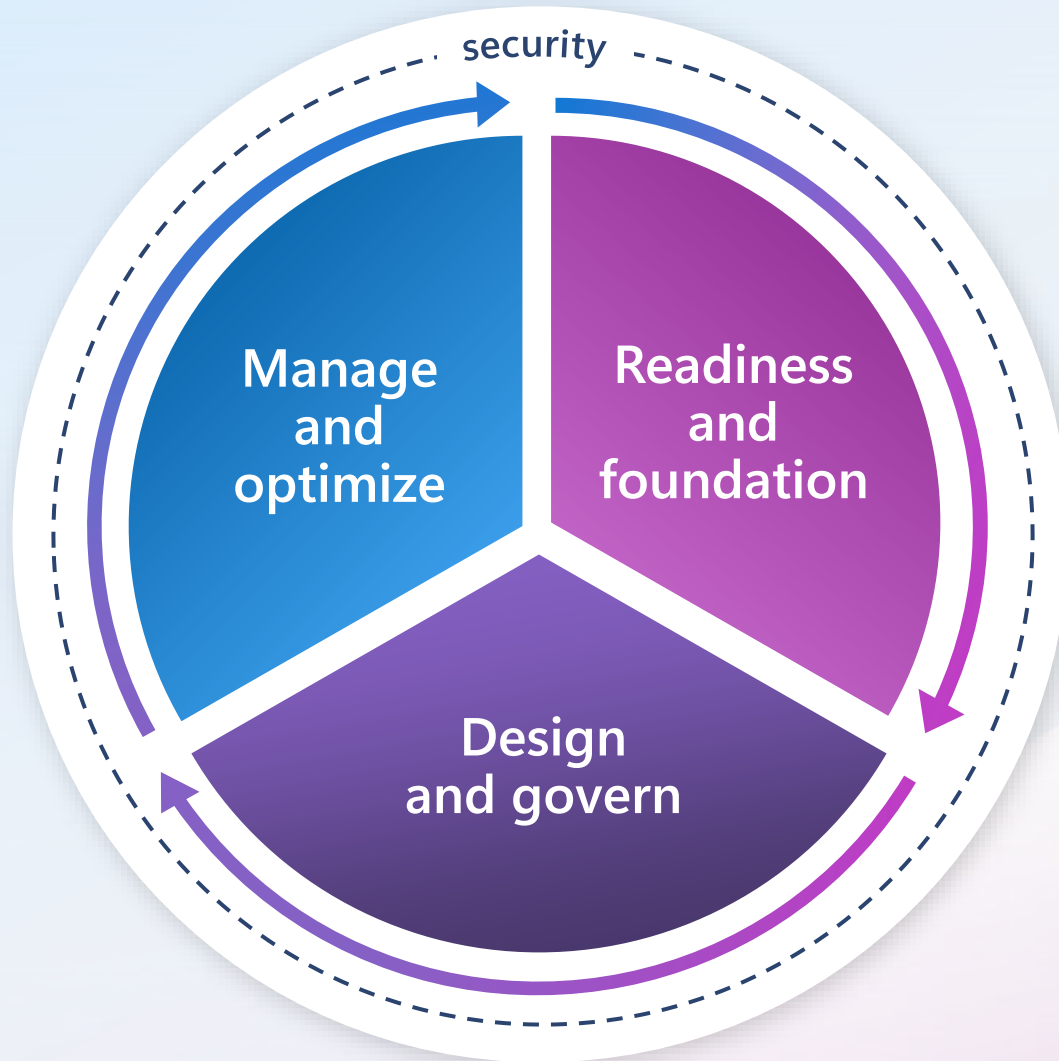 security
Manage
and
optimize
Readiness
and
foundation
Design
and govern